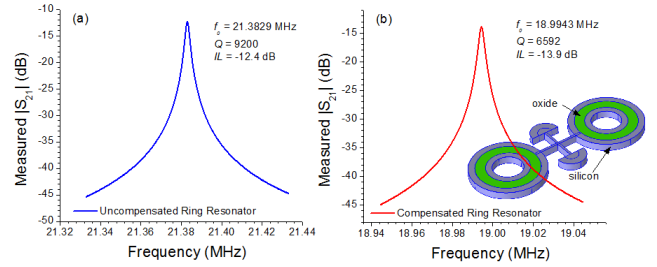 (a)
f₀ = 21.3829 MHz
Q = 9200
IL = -12.4 dB
Measured |S₂₁| (dB)
-10
-15
-20
-25
-30
-35
-40
-45
-50
Uncompensated Ring Resonator
21.32 21.34 21.36 21.38 21.40 21.42 21.44
Frequency (MHz)
(b)
f₀ = 18.9943 MHz
Q = 6592
IL = -13.9 dB
Measured |S₂₁| (dB)
-15
-20
-25
-30
-35
-40
-45
oxide
silicon
Compensated Ring Resonator
18.94 18.96 18.98 19.00 19.02 19.04
Frequency (MHz)